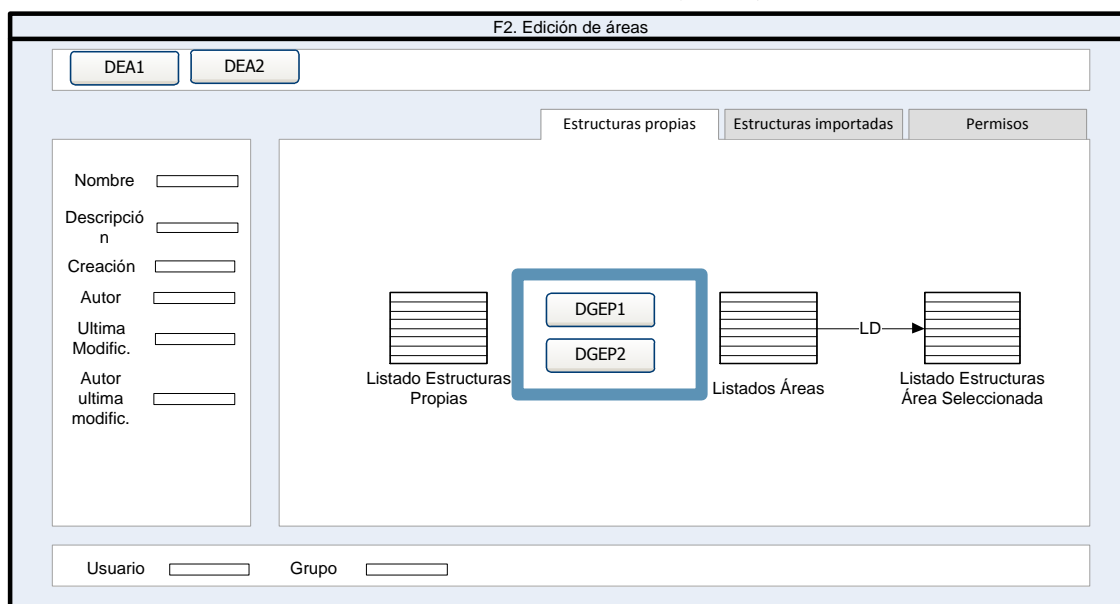 F2. Edición de áreas
DEA1
DEA2
Estructuras propias
Estructuras importadas
Permisos
Nombre
Descripció
n
Creación
Autor
Ultima
Modific.
Autor
ultima
modific.
DGEP1
DGEP2
LD
Listado Estructuras
Propias
Listados Áreas
Listado Estructuras
Área Seleccionada
Usuario
Grupo